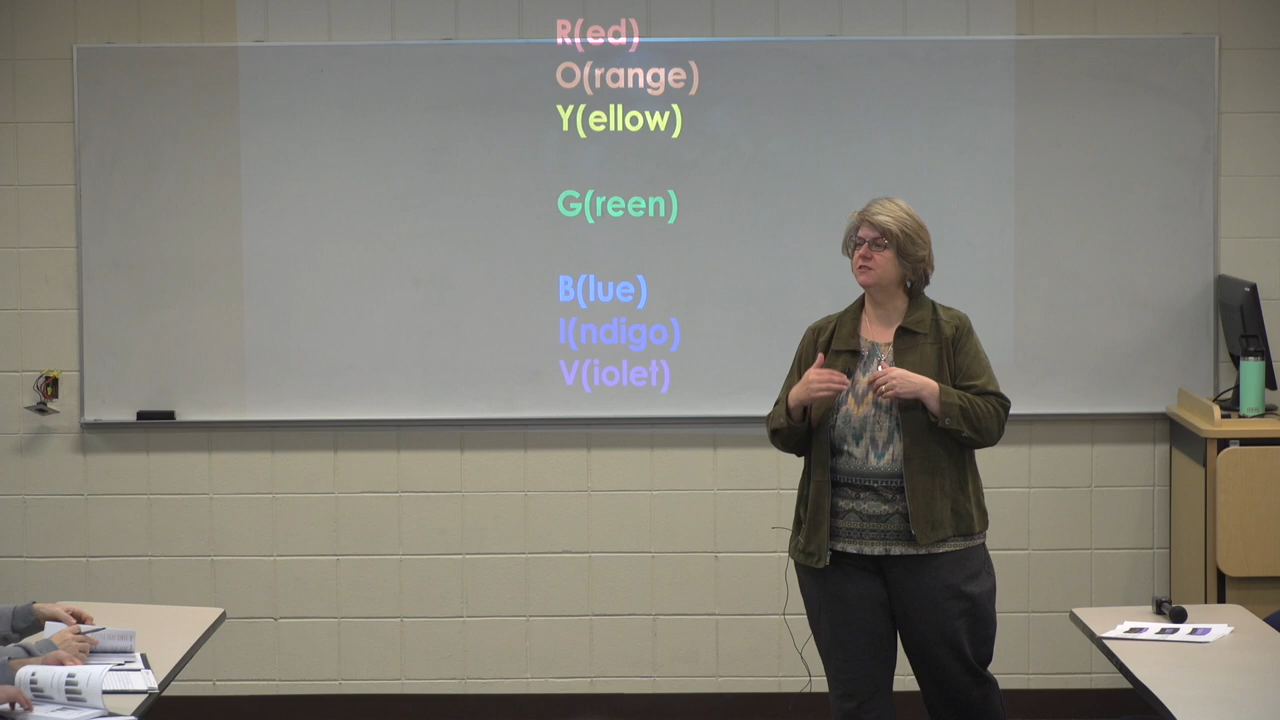 R(ed)
O(range)
Y(ellow)
G(reen)
B(lue)
I(ndigo)
V(iolet)